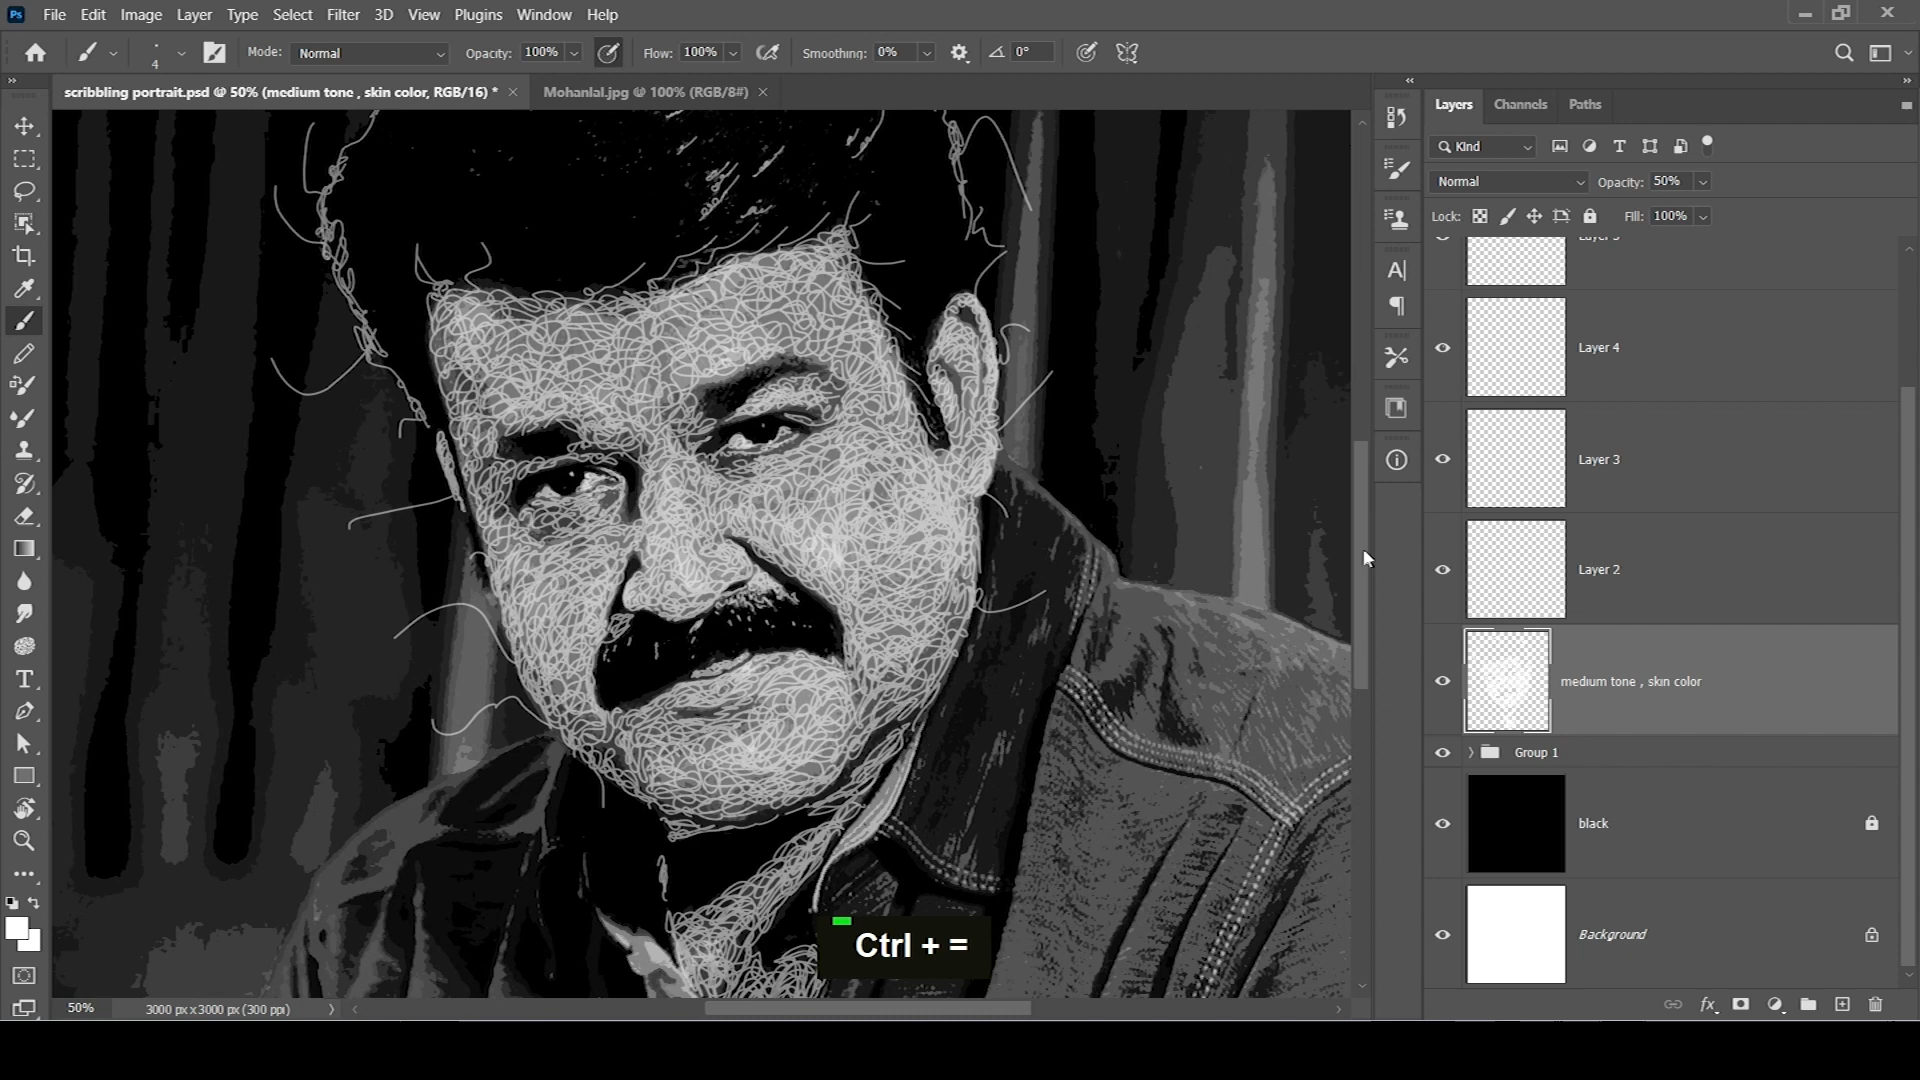 Ps File Edit Image Layer Type Select Filter 3D View Plugins Window Help
4 Mode: Normal Opacity: 100% Flow: 100% Smoothing: 0% 0°
scribbling portrait.psd @ 50% (medium tone , skin color, RGB/16) * Mohanlal.jpg @ 100% (RGB/8#)
Layers Channels Paths
Kind
Normal Opacity: 50%
Lock: Fill: 100%
Layer 4
Layer 3
Layer 2
medium tone , skin color
Group 1
black
Background
Ctrl + =
50% 3000 px x 3000 px (300 ppi)